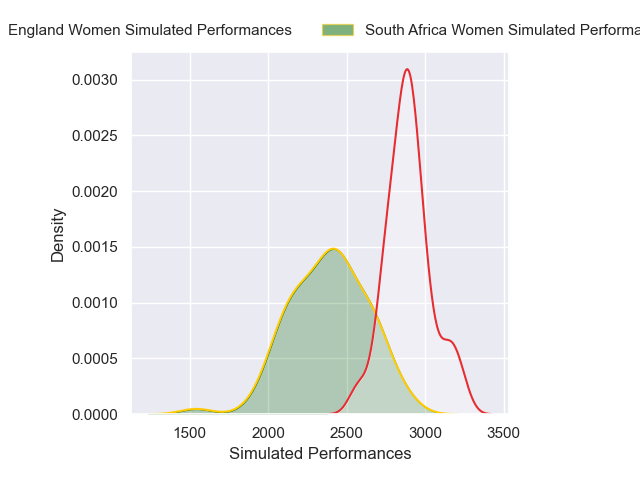 England Women Simulated Performances South Africa Women Simulated Performa
0.0030
0.0025
0.0020
0.0015
0.0010
0.0005
0.0000
Density
1500 2000 2500 3000 3500
Simulated Performances